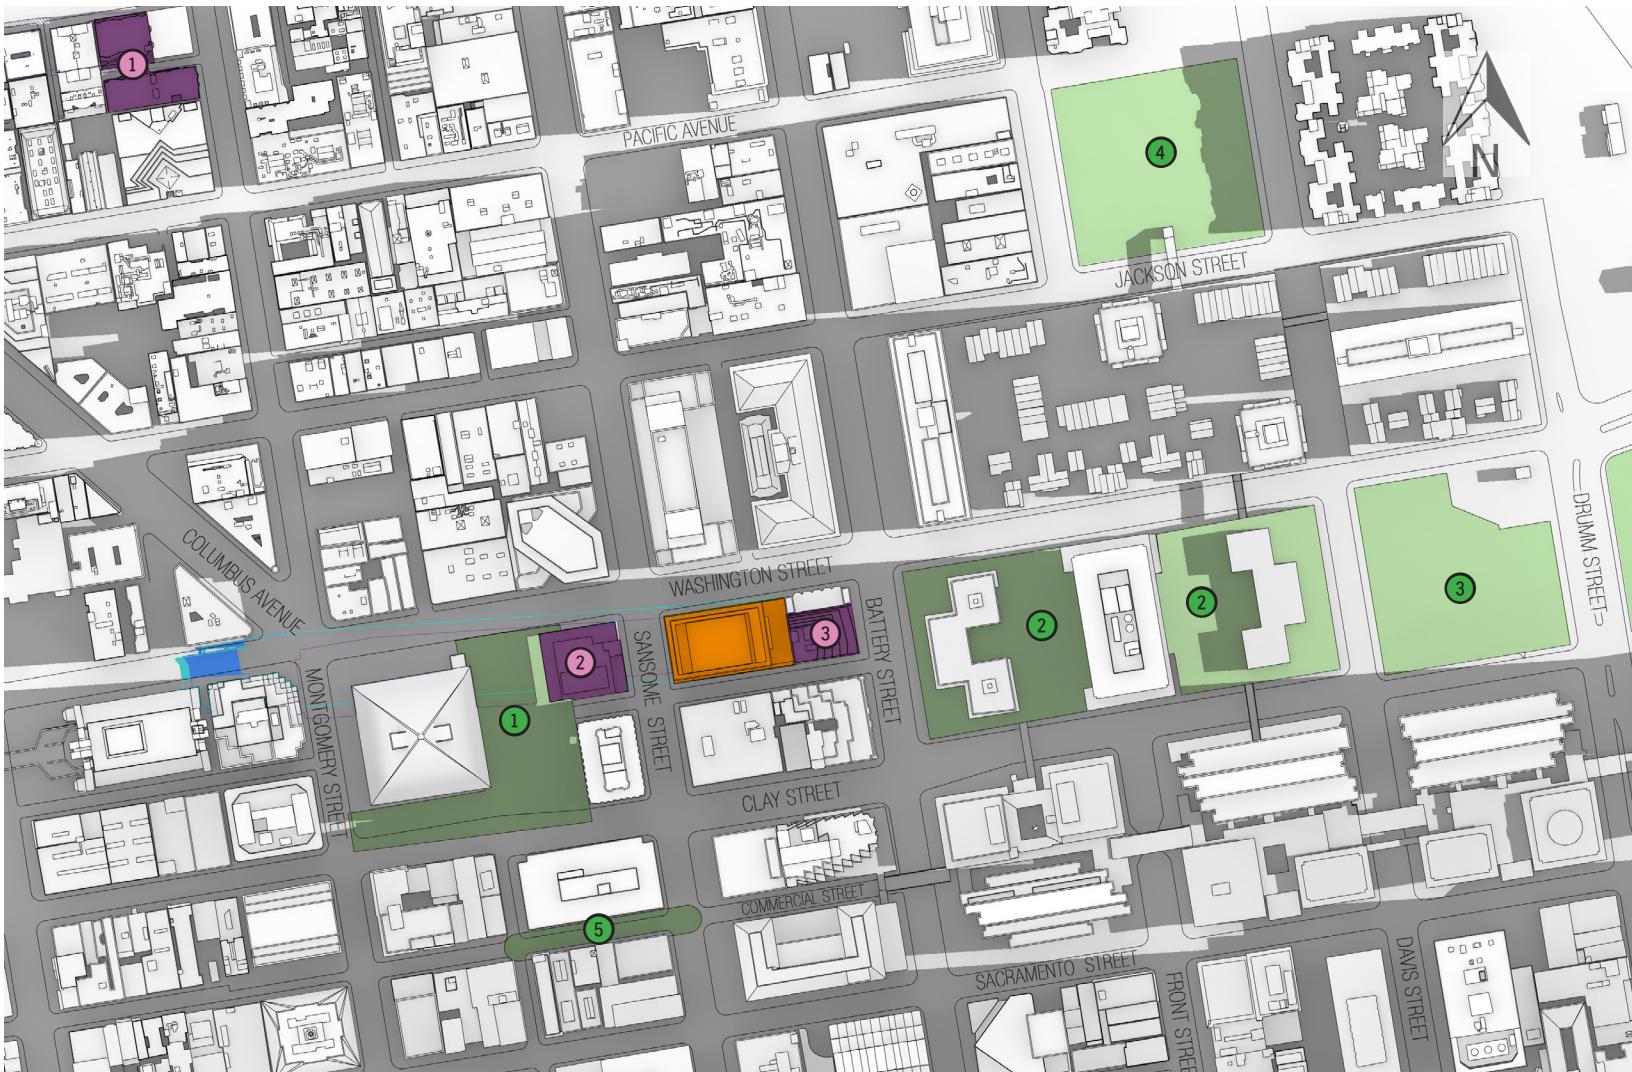 1
PACIFIC AVENUE
4
N
JACKSON STREET
COLUMBUS AVENUE
WASHINGTON STREET
DRUMM STREET
3
2
2
BATTERY STREET
3
2
SANSOME STREET
MONTGOMERY STREET
1
CLAY STREET
COMMERCIAL STREET
5
SACRAMENTO STREET
FRONT STREET
DAVIS STREET